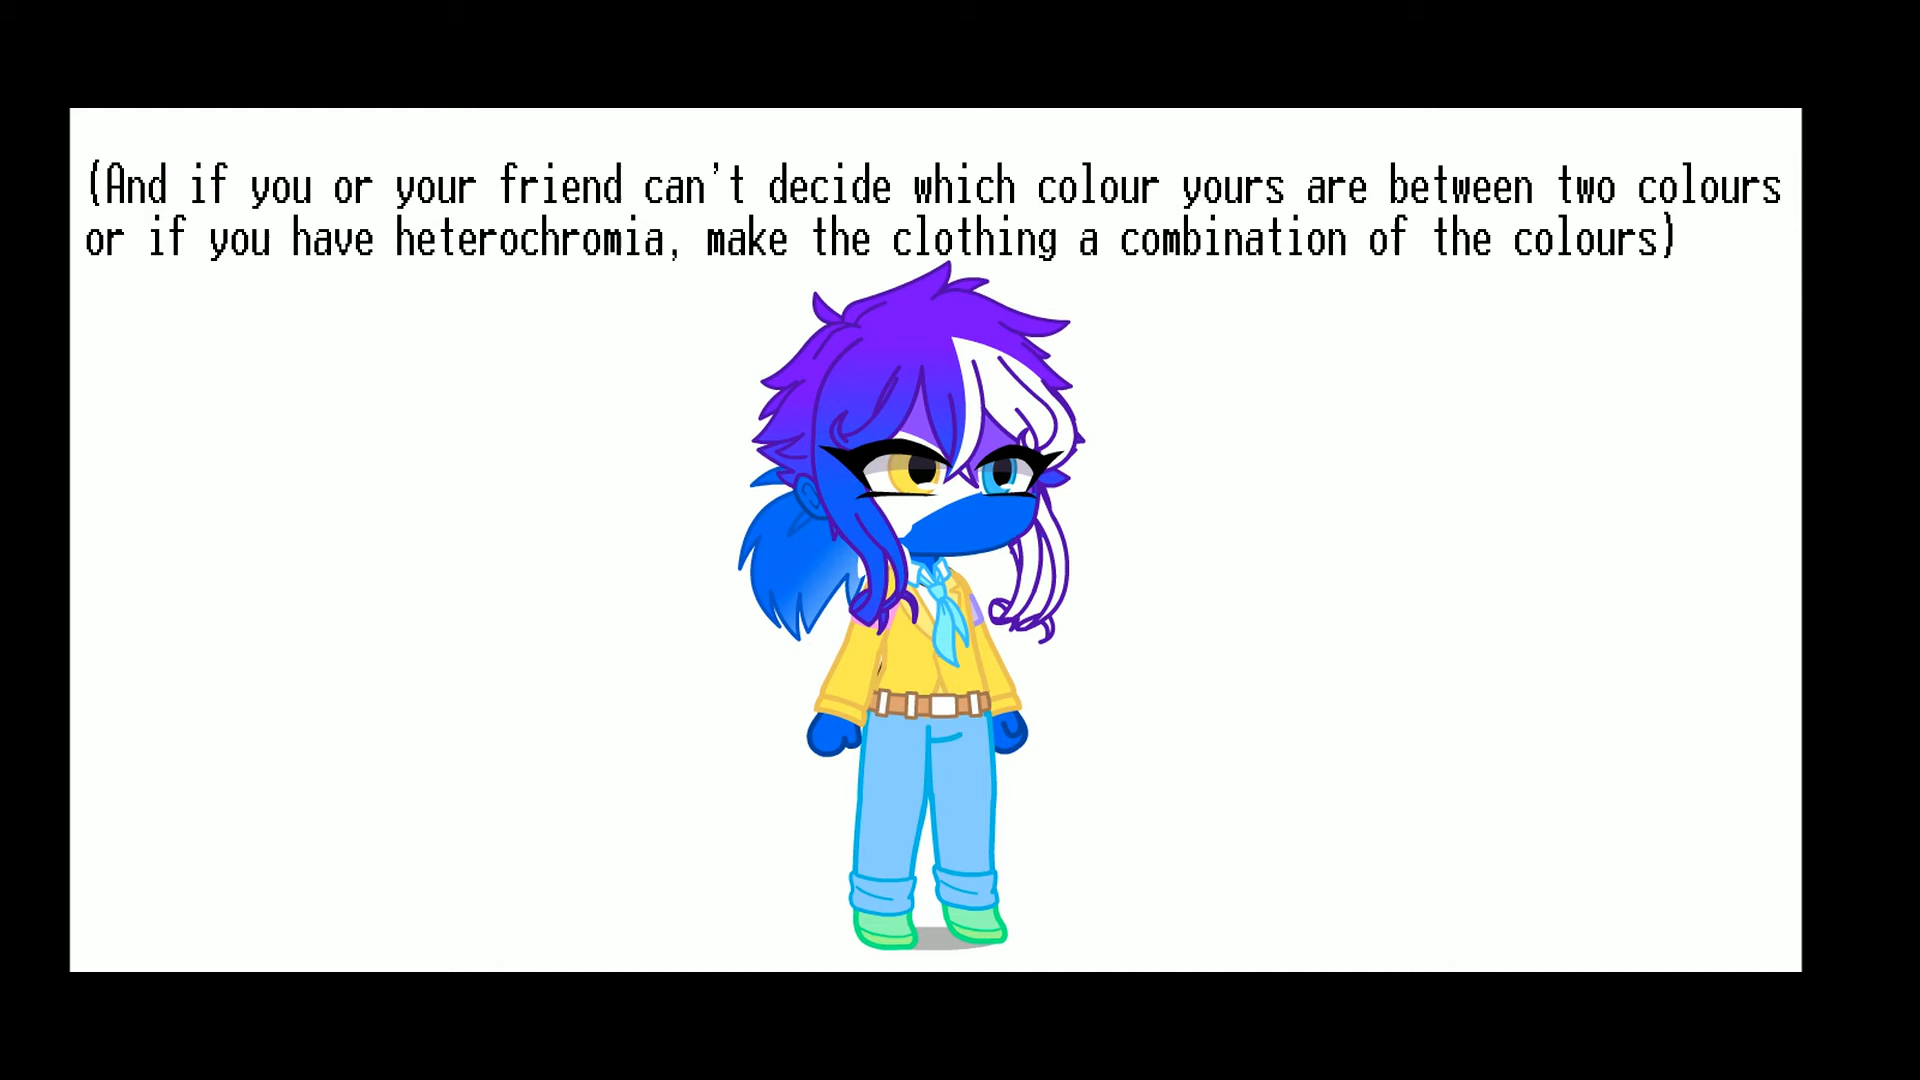 (And if you or your friend can't decide which colour yours are between two colours
or if you have heterochromia, make the clothing a combination of the colours)